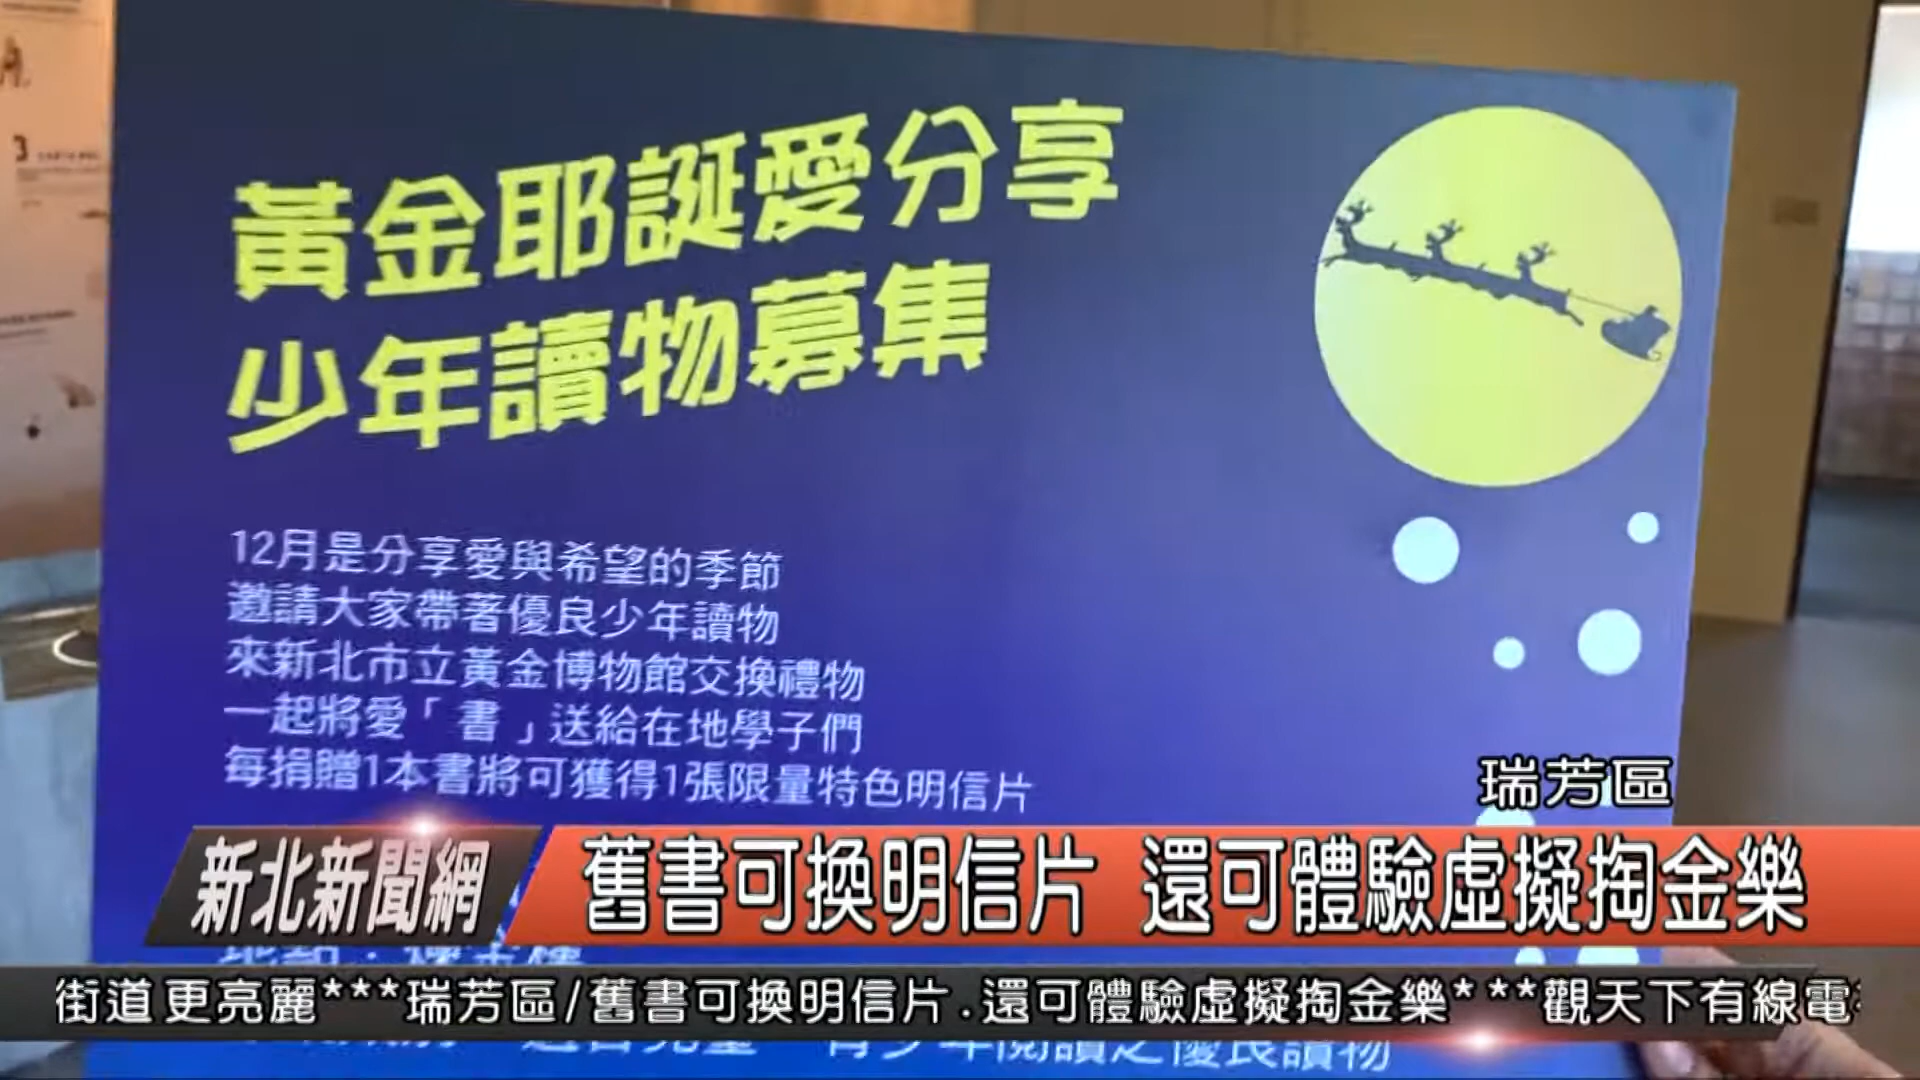 黃金耶誕愛分享
少年讀物募集
12月是分享愛與希望的季節
邀請大家帶著優良少年讀物
來新北市立黃金博物館交換禮物
一起將愛「書」送給在地學子們
每捐贈1本書將可獲得1張限量特色明信片
瑞芳區
新北新聞網
舊書可換明信片 還可體驗虛擬掏金樂
街道更亮麗***瑞芳區/舊書可換明信片.還可體驗虛擬掏金樂***觀天下有線電